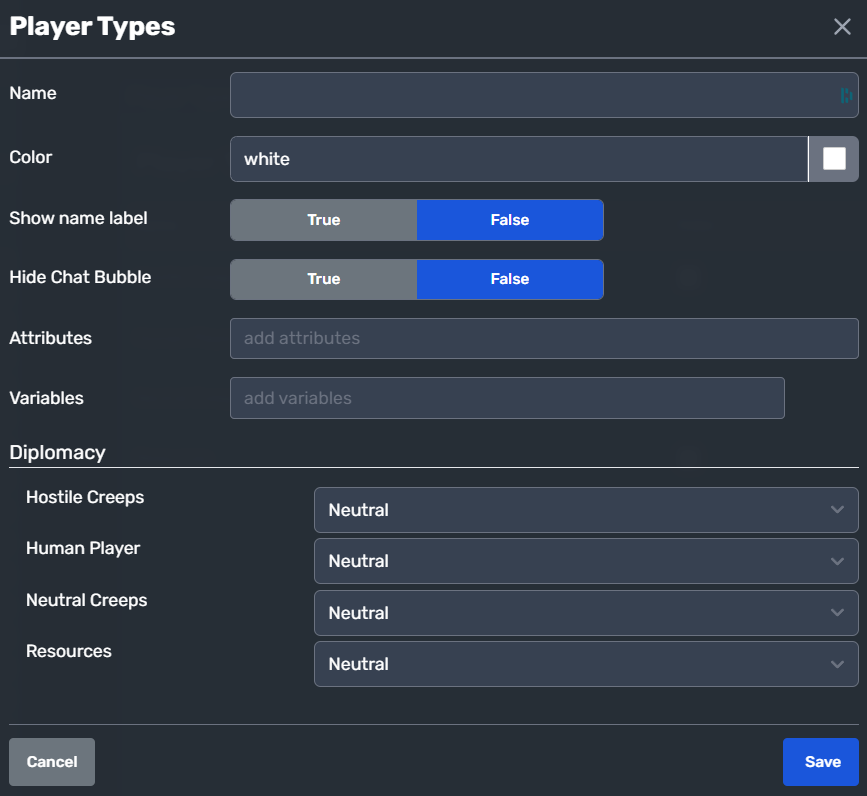 Player Types
Name
Color white
Show name label True False
Hide Chat Bubble True False
Attributes add attributes
Variables add variables
Diplomacy
Hostile Creeps Neutral
Human Player Neutral
Neutral Creeps Neutral
Resources Neutral
Cancel Save